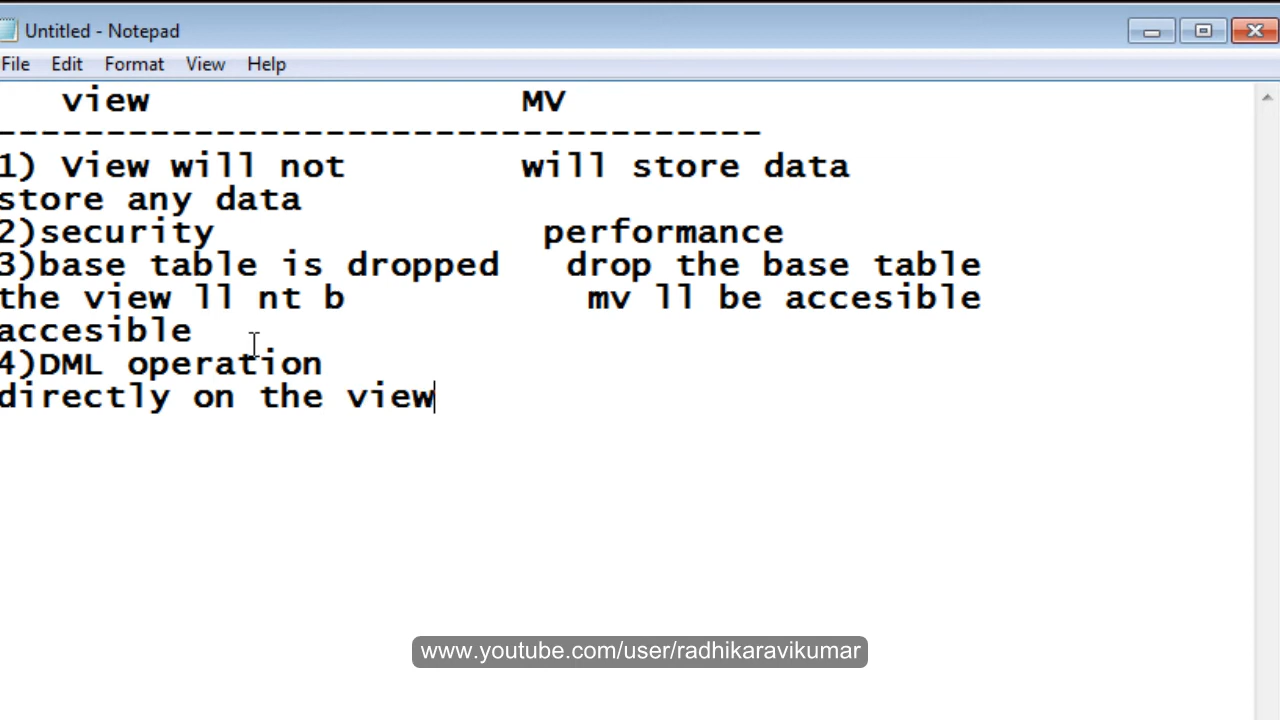 Untitled - Notepad
File Edit Format View Help
view MV
-----------------------------------
1) View will not will store data
store any data
2)security performance
3)base table is dropped drop the base table
the view ll nt b mv ll be accesible
accesible
4)DML operation
directly on the view
www.youtube.com/user/radhikaravikumar